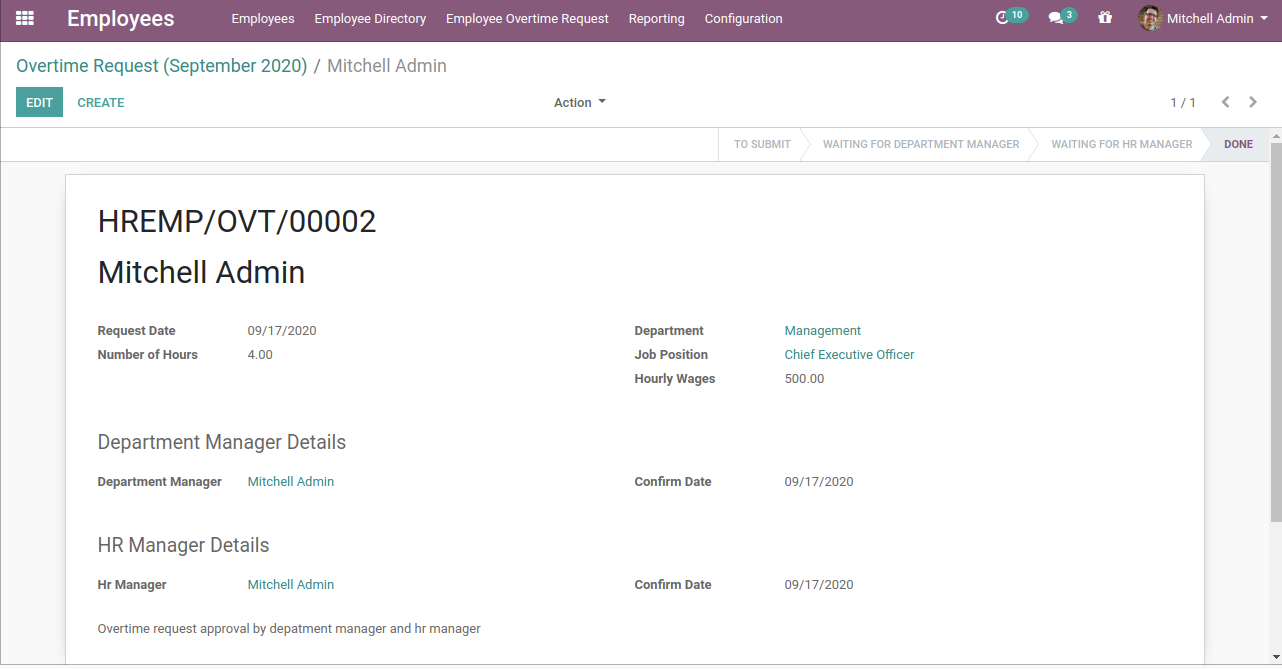 Employees Employees Employee Directory Employee Overtime Request Reporting Configuration 10 3 Mitchell Admin
Overtime Request (September 2020) / Mitchell Admin
EDIT CREATE Action 1 / 1
TO SUBMIT WAITING FOR DEPARTMENT MANAGER WAITING FOR HR MANAGER DONE
HREMP/OVT/00002
Mitchell Admin
Request Date 09/17/2020 Department Management
Number of Hours 4.00 Job Position Chief Executive Officer
Hourly Wages 500.00
Department Manager Details
Department Manager Mitchell Admin Confirm Date 09/17/2020
HR Manager Details
Hr Manager Mitchell Admin Confirm Date 09/17/2020
Overtime request approval by depatment manager and hr manager